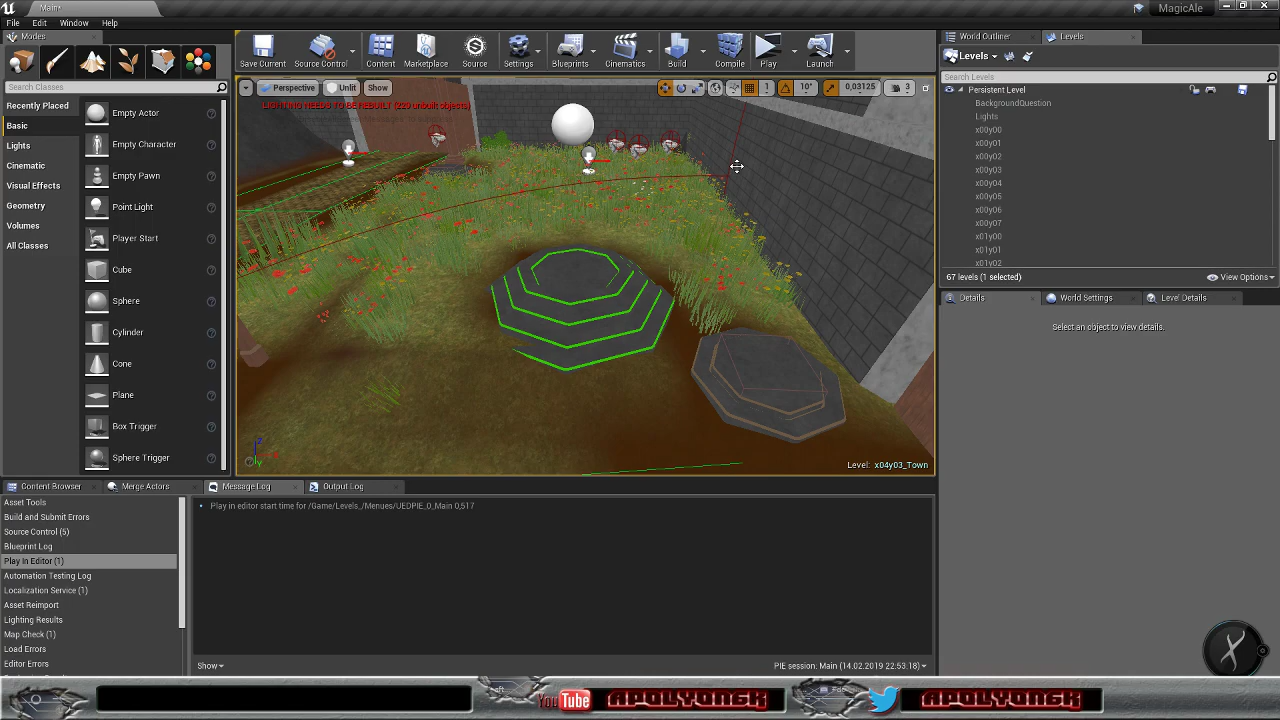 Main*
MagicAle
File Edit Window Help
Modes
Search Classes
Recently Placed
Basic
Lights
Cinematic
Visual Effects
Geometry
Volumes
All Classes
Empty Actor
Empty Character
Empty Pawn
Point Light
Player Start
Cube
Sphere
Cylinder
Cone
Plane
Box Trigger
Sphere Trigger
Save Current
Source Control
Content
Marketplace
Source
Settings
Blueprints
Cinematics
Build
Compile
Play
Launch
Perspective
Unlit
Show
1
10°
0,03125
3
LIGHTING NEEDS TO BE REBUILT (220 unbuilt objects)
Level: x04y03_Town
World Outliner
Levels
Levels
Search Levels
Persistent Level
BackgroundQuestion
Lights
x00y00
x00y01
x00y02
x00y03
x00y04
x00y05
x00y06
x00y07
x01y00
x01y01
x01y02
67 levels (1 selected)
View Options
Details
World Settings
Level Details
Select an object to view details.
Content Browser
Merge Actors
Message Log
Output Log
Asset Tools
Build and Submit Errors
Source Control (5)
Blueprint Log
Play In Editor (1)
Automation Testing Log
Localization Service (1)
Asset Reimport
Lighting Results
Map Check (1)
Load Errors
Editor Errors
Play in editor start time for /Game/Levels_/Menues/UEDPIE_0_Main 0,517
Show
PIE session: Main (14.02.2019 22:53:18)
YouTube
APOLYONGK
APOLYONGK